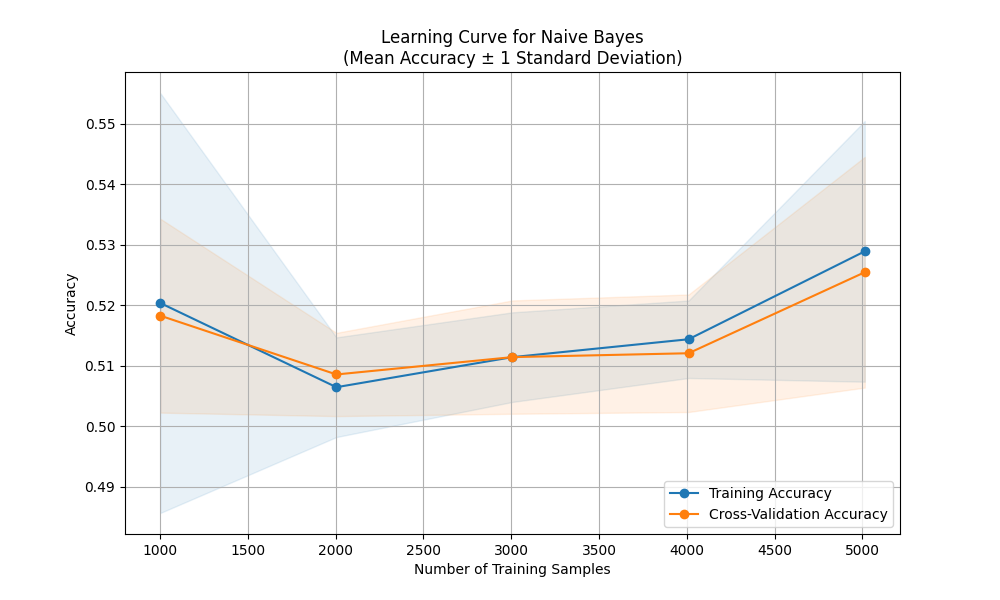 Learning Curve for Naive Bayes
(Mean Accuracy ± 1 Standard Deviation)
Accuracy
0.55
0.54
0.53
0.52
0.51
0.50
0.49
Training Accuracy
Cross-Validation Accuracy
1000 1500 2000 2500 3000 3500 4000 4500 5000
Number of Training Samples